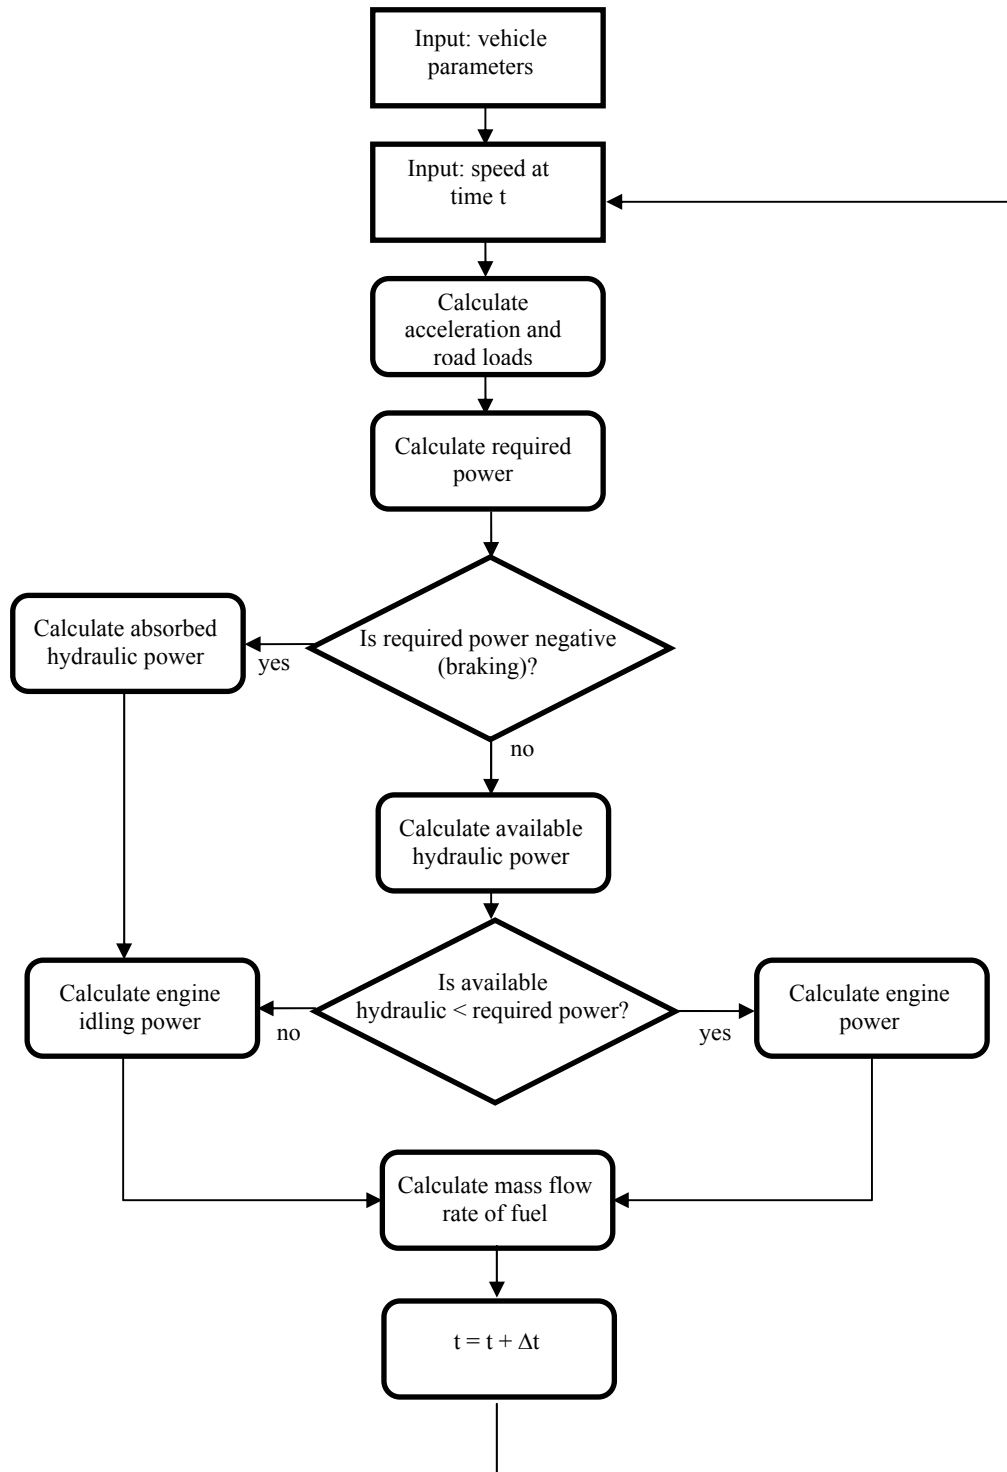 Input: vehicle
parameters
Input: speed at
time t
Calculate
acceleration and
road loads
Calculate required
power
Is required power negative
(braking)?
yes
Calculate absorbed
hydraulic power
no
Calculate available
hydraulic power
Is available
hydraulic < required power?
no
Calculate engine
idling power
yes
Calculate engine
power
Calculate mass flow
rate of fuel
t = t + Δt